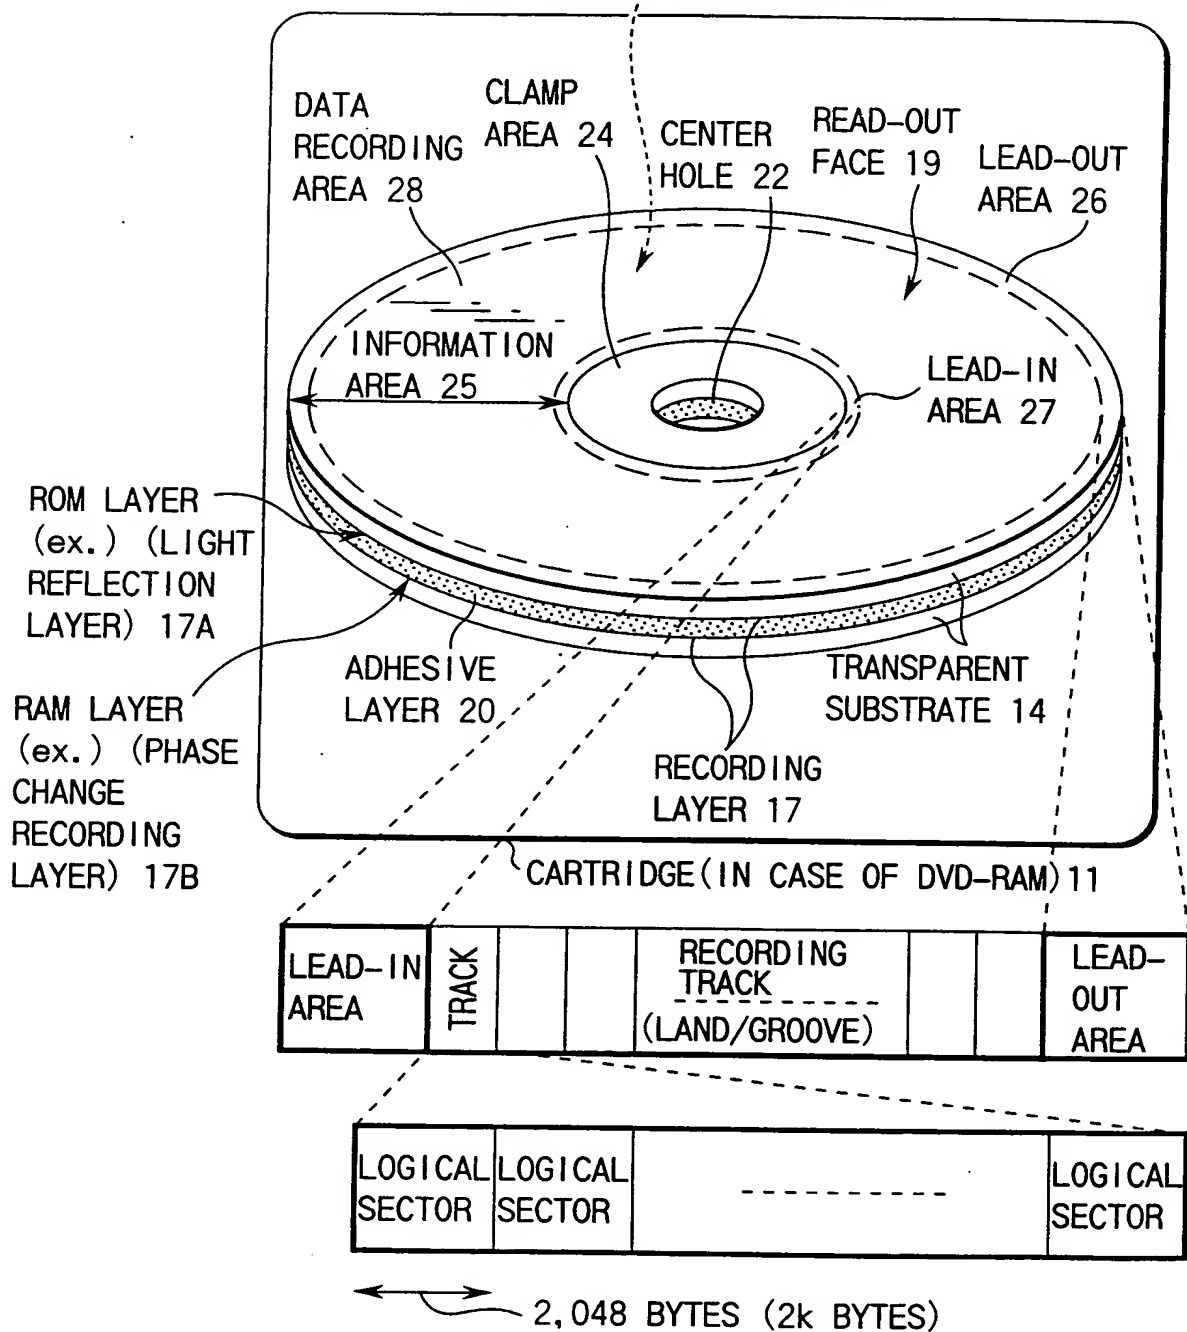 DATA
RECORDING
AREA 28
CLAMP
AREA 24
CENTER
HOLE 22
READ-OUT
FACE 19
LEAD-OUT
AREA 26
INFORMATION
AREA 25
LEAD-IN
AREA 27
ROM LAYER
(ex.) (LIGHT
REFLECTION
LAYER) 17A
RAM LAYER
(ex.) (PHASE
CHANGE
RECORDING
LAYER) 17B
ADHESIVE
LAYER 20
TRANSPARENT
SUBSTRATE 14
RECORDING
LAYER 17
CARTRIDGE(IN CASE OF DVD-RAM)11
LEAD-IN
AREA
TRACK
RECORDING
TRACK
(LAND/GROOVE)
LEAD-
OUT
AREA
LOGICAL
SECTOR
LOGICAL
SECTOR
LOGICAL
SECTOR
2,048 BYTES (2k BYTES)